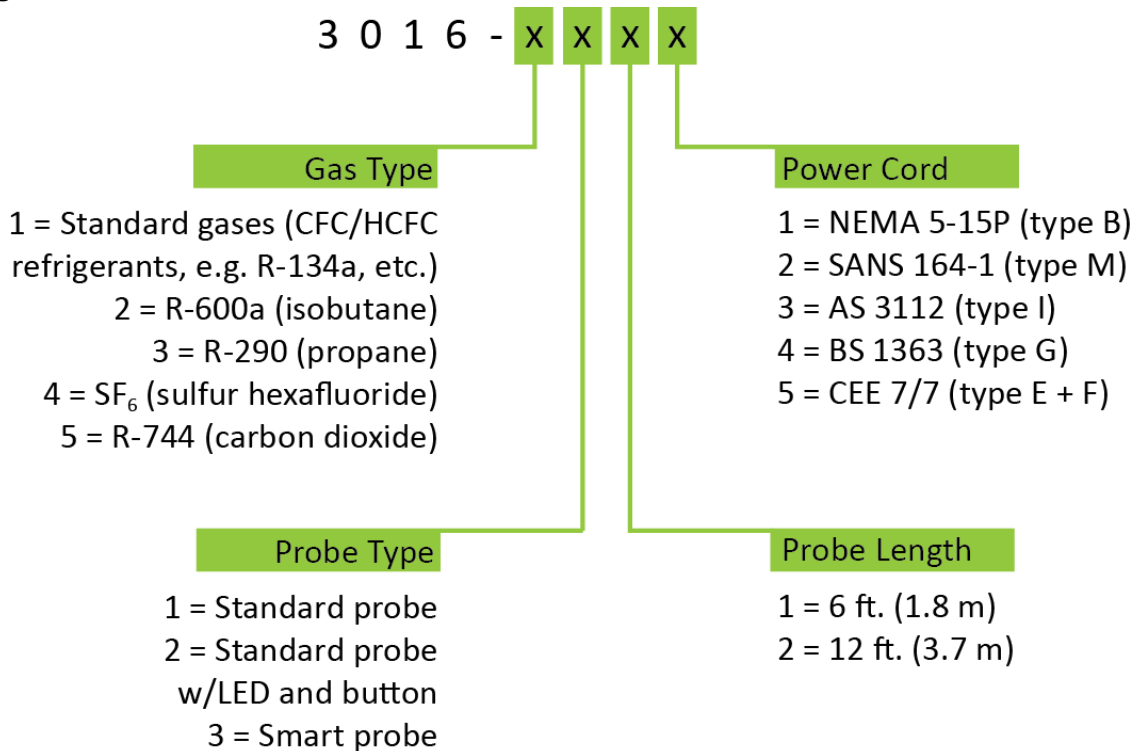 3 0 1 6 - x x x x
Gas Type
1 = Standard gases (CFC/HCFC
refrigerants, e.g. R-134a, etc.)
2 = R-600a (isobutane)
3 = R-290 (propane)
4 = SF₆ (sulfur hexafluoride)
5 = R-744 (carbon dioxide)
Power Cord
1 = NEMA 5-15P (type B)
2 = SANS 164-1 (type M)
3 = AS 3112 (type I)
4 = BS 1363 (type G)
5 = CEE 7/7 (type E + F)
Probe Type
1 = Standard probe
2 = Standard probe
w/LED and button
3 = Smart probe
Probe Length
1 = 6 ft. (1.8 m)
2 = 12 ft. (3.7 m)